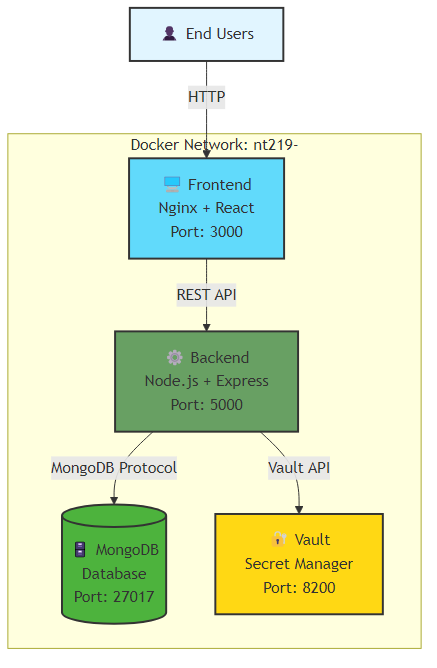 End Users
HTTP
Docker Network: nt219-
Frontend
Nginx + React
Port: 3000
REST API
Backend
Node.js + Express
Port: 5000
MongoDB Protocol
Vault API
MongoDB
Database
Port: 27017
Vault
Secret Manager
Port: 8200